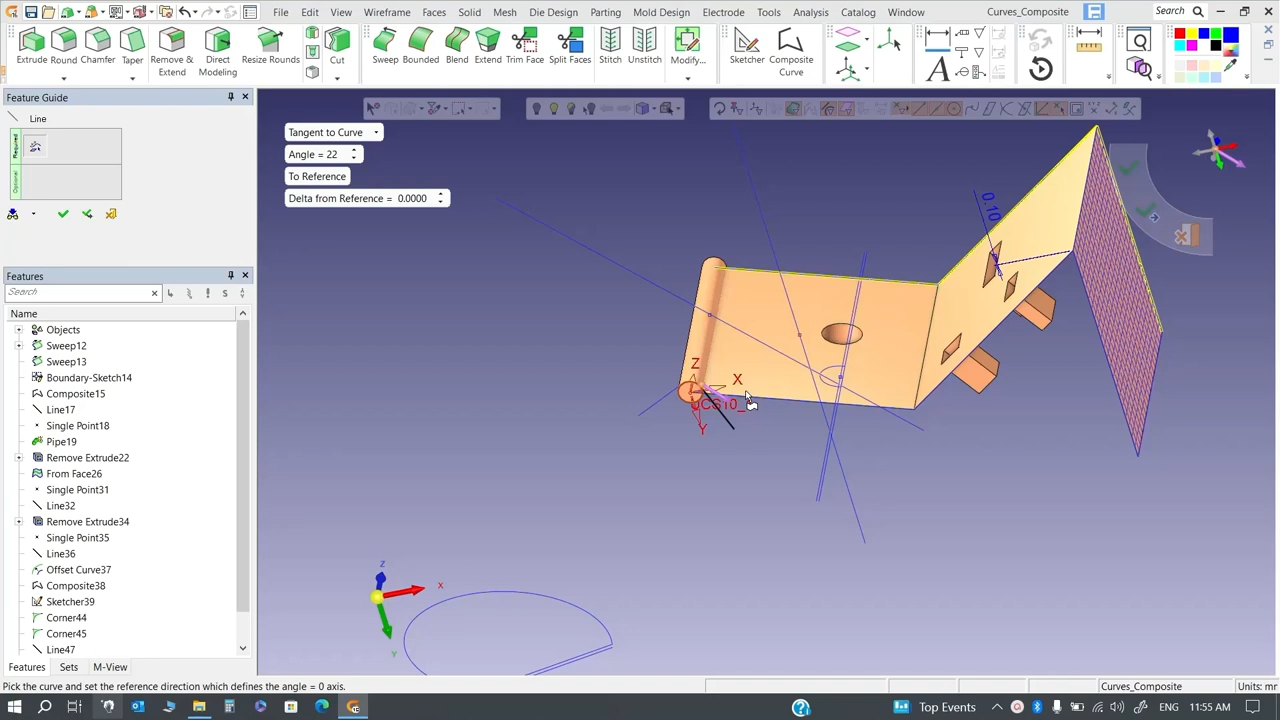 File Edit View Wireframe Faces Solid Mesh Die Design Parting Mold Design Electrode Tools Analysis Catalog Window Curves_Composite Search
Extrude Round Chamfer Taper Remove & Extend Direct Modeling Resize Rounds Cut Sweep Bounded Blend Extend Trim Face Split Faces Stitch Unstitch Modify... Sketcher Composite Curve
Feature Guide
Line
Required
Optional
Tangent to Curve
Angle = 22
To Reference
Delta from Reference = 0.0000
Features
Search
Name
Objects
Sweep12
Sweep13
Boundary-Sketch14
Composite15
Line17
Single Point18
Pipe19
Remove Extrude22
From Face26
Single Point31
Line32
Remove Extrude34
Single Point35
Line36
Offset Curve37
Composite38
Sketcher39
Corner44
Corner45
Line47
Features Sets M-View
0.10
Z
X
Y
Z
X
Y
Pick the curve and set the reference direction which defines the angle = 0 axis.
Curves_Composite
Units: mr
Top Events
ENG
11:55 AM